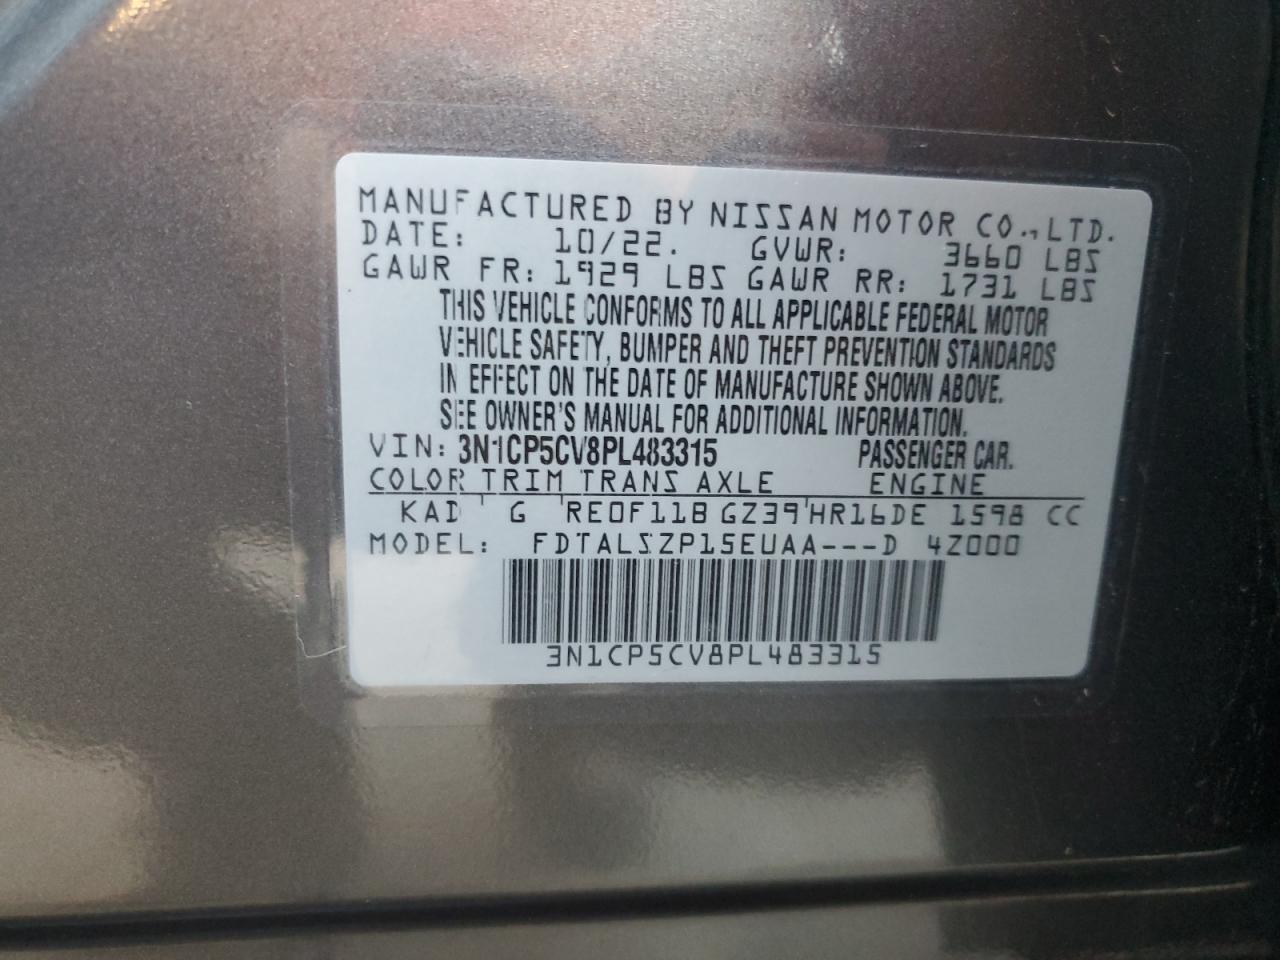 MANUFACTURED BY NISSAN MOTOR CO.,LTD.
DATE: 10/22. GVWR: 3660 LBS
GAWR FR: 1929 LBS GAWR RR: 1731 LBS
THIS VEHICLE CONFORMS TO ALL APPLICABLE FEDERAL MOTOR
VEHICLE SAFETY, BUMPER AND THEFT PREVENTION STANDARDS
IN EFFECT ON THE DATE OF MANUFACTURE SHOWN ABOVE.
SEE OWNER'S MANUAL FOR ADDITIONAL INFORMATION.
VIN: 3N1CP5CV8PL483315 PASSENGER CAR.
COLOR TRIM TRANS AXLE ENGINE
KAD G RE0F11B GZ39 HR16DE 1598 CC
MODEL: FDTALSZP15EUAA---D 4Z000
3N1CP5CV8PL483315